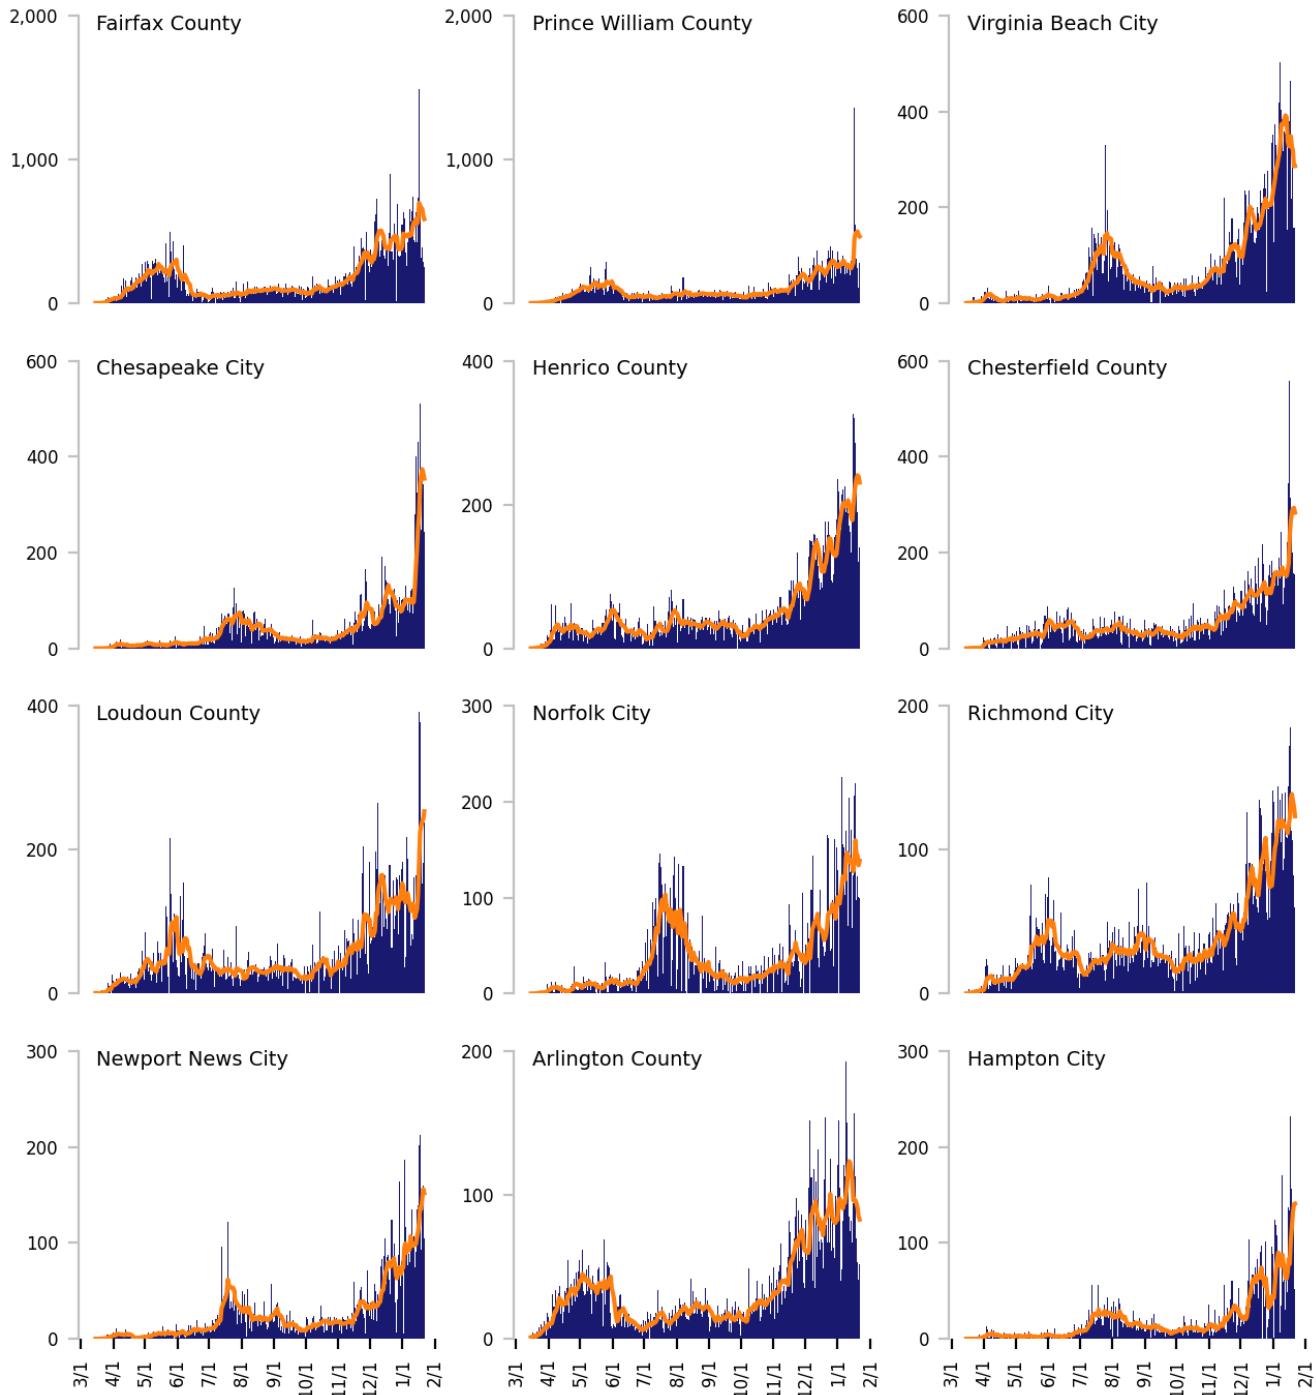 2,000
Fairfax County
1,000
0
2,000
Prince William County
1,000
0
600
Virginia Beach City
400
200
0
600
Chesapeake City
400
200
0
400
Henrico County
200
0
600
Chesterfield County
400
200
0
400
Loudoun County
200
0
300
Norfolk City
200
100
0
200
Richmond City
100
0
300
Newport News City
200
100
0
200
Arlington County
100
0
300
Hampton City
200
100
0
3/1 4/1 5/1 6/1 7/1 8/1 9/1 10/1 11/1 12/1 1/1 2/1
3/1 4/1 5/1 6/1 7/1 8/1 9/1 10/1 11/1 12/1 1/1 2/1
3/1 4/1 5/1 6/1 7/1 8/1 9/1 10/1 11/1 12/1 1/1 2/1